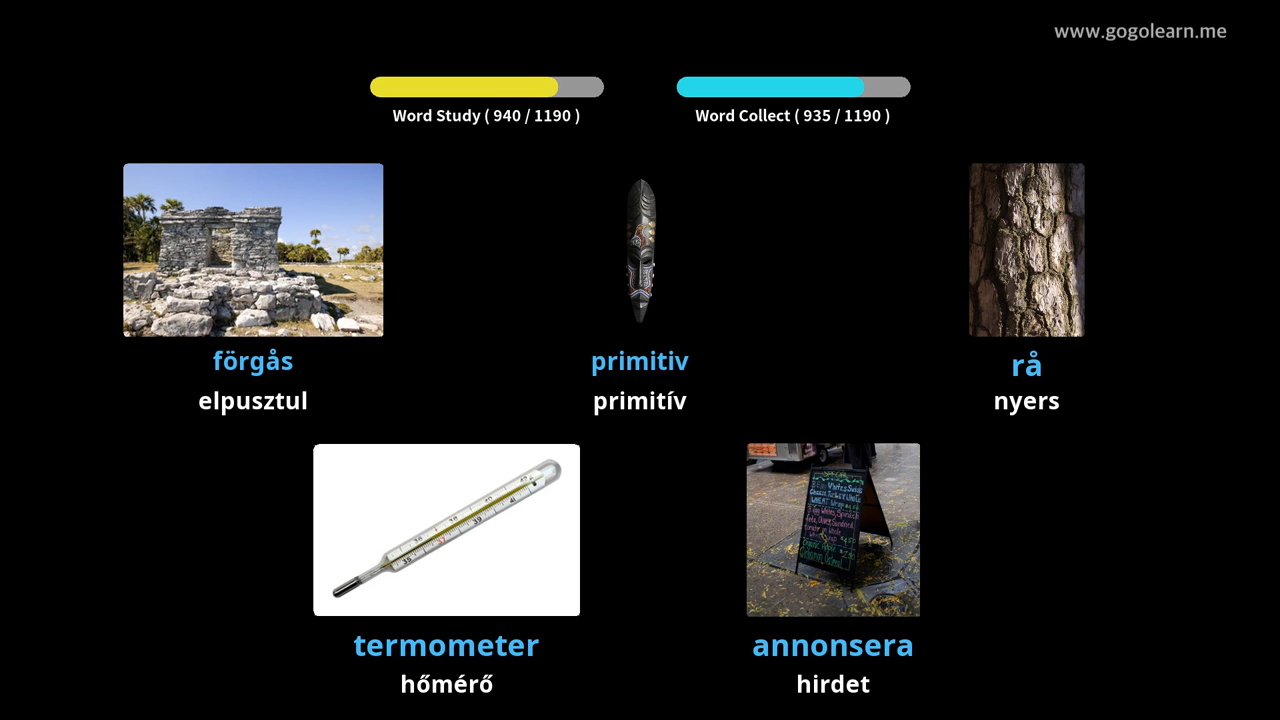 www.gogolearn.me
Word Study ( 940 / 1190 )
Word Collect ( 935 / 1190 )
förgås
primitiv
rå
elpusztul
primitív
nyers
termometer
annonsera
hőmérő
hirdet